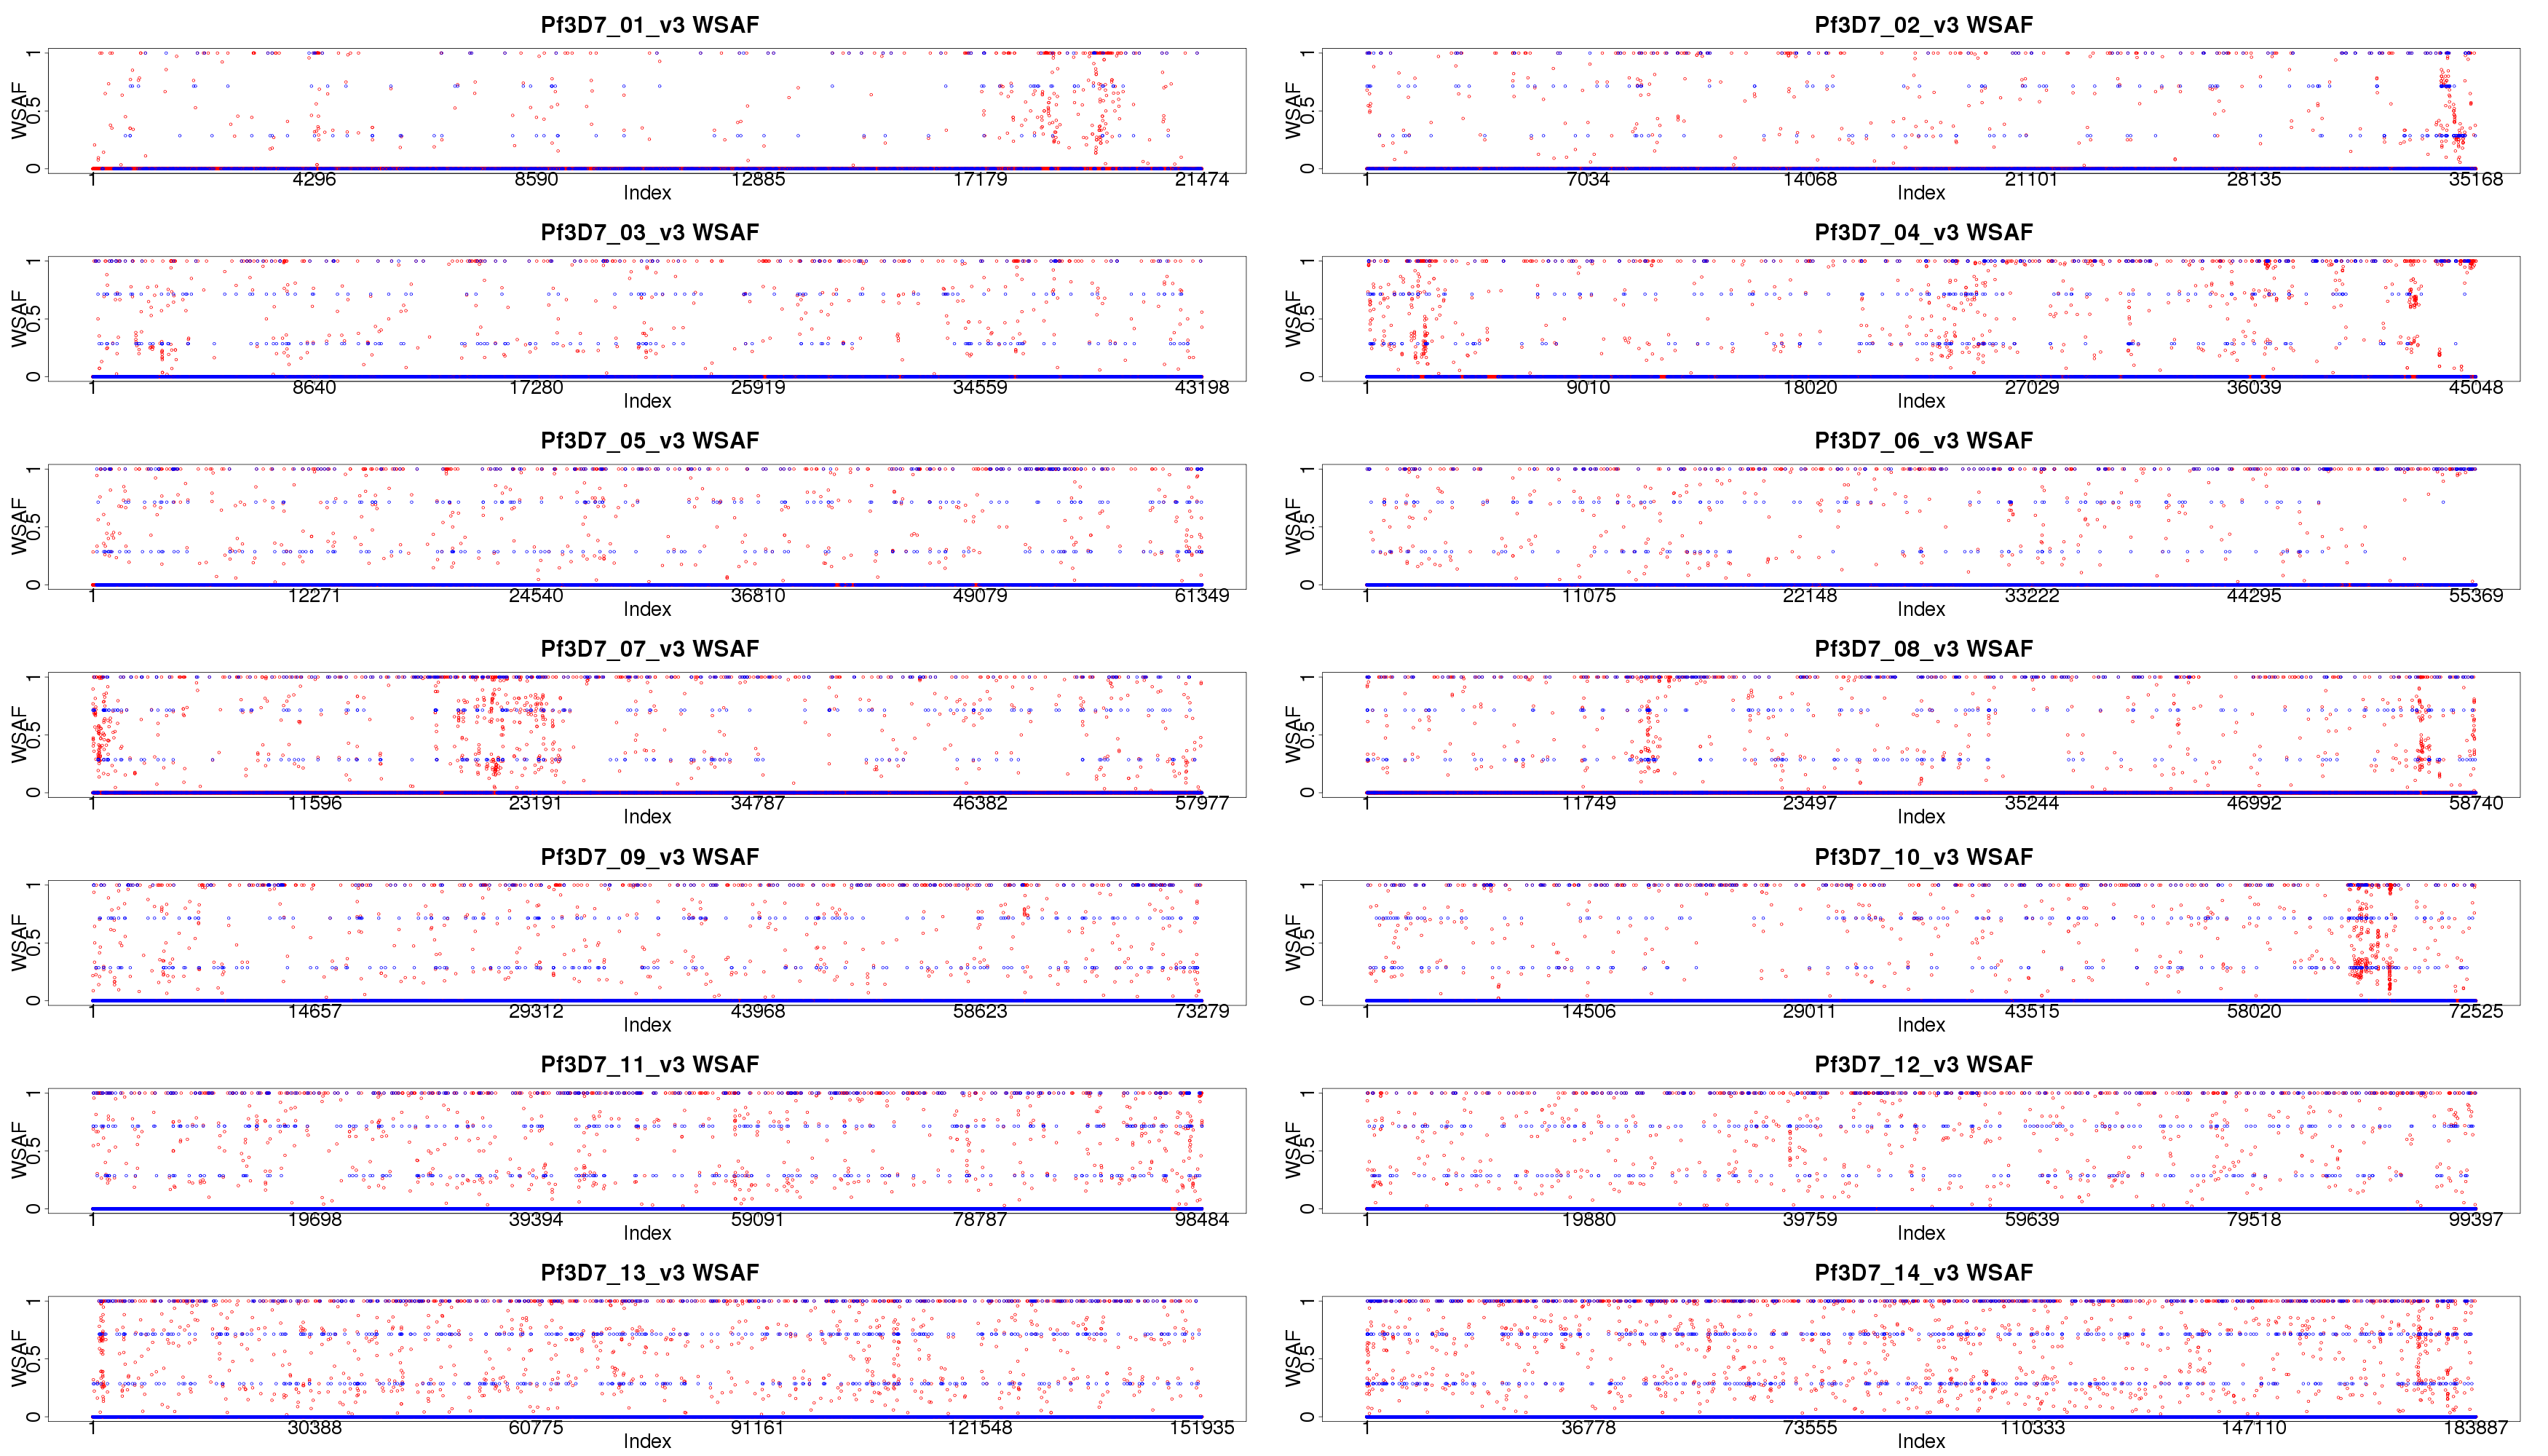 Pf3D7_01_v3 WSAF
WSAF
1
0.5
0
1 4296 8590 12885 17179 21474
Index
Pf3D7_02_v3 WSAF
WSAF
1
0.5
0
1 7034 14068 21101 28135 35168
Index
Pf3D7_03_v3 WSAF
WSAF
1
0.5
0
1 8640 17280 25919 34559 43198
Index
Pf3D7_04_v3 WSAF
WSAF
1
0.5
0
1 9010 18020 27029 36039 45048
Index
Pf3D7_05_v3 WSAF
WSAF
1
0.5
0
1 12271 24540 36810 49079 61349
Index
Pf3D7_06_v3 WSAF
WSAF
1
0.5
0
1 11075 22148 33222 44295 55369
Index
Pf3D7_07_v3 WSAF
WSAF
1
0.5
0
1 11596 23191 34787 46382 57977
Index
Pf3D7_08_v3 WSAF
WSAF
1
0.5
0
1 11749 23497 35244 46992 58740
Index
Pf3D7_09_v3 WSAF
WSAF
1
0.5
0
1 14657 29312 43968 58623 73279
Index
Pf3D7_10_v3 WSAF
WSAF
1
0.5
0
1 14506 29011 43515 58020 72525
Index
Pf3D7_11_v3 WSAF
WSAF
1
0.5
0
1 19698 39394 59091 78787 98484
Index
Pf3D7_12_v3 WSAF
WSAF
1
0.5
0
1 19880 39759 59639 79518 99397
Index
Pf3D7_13_v3 WSAF
WSAF
1
0.5
0
1 30388 60775 91161 121548 151935
Index
Pf3D7_14_v3 WSAF
WSAF
1
0.5
0
1 36778 73555 110333 147110 183887
Index